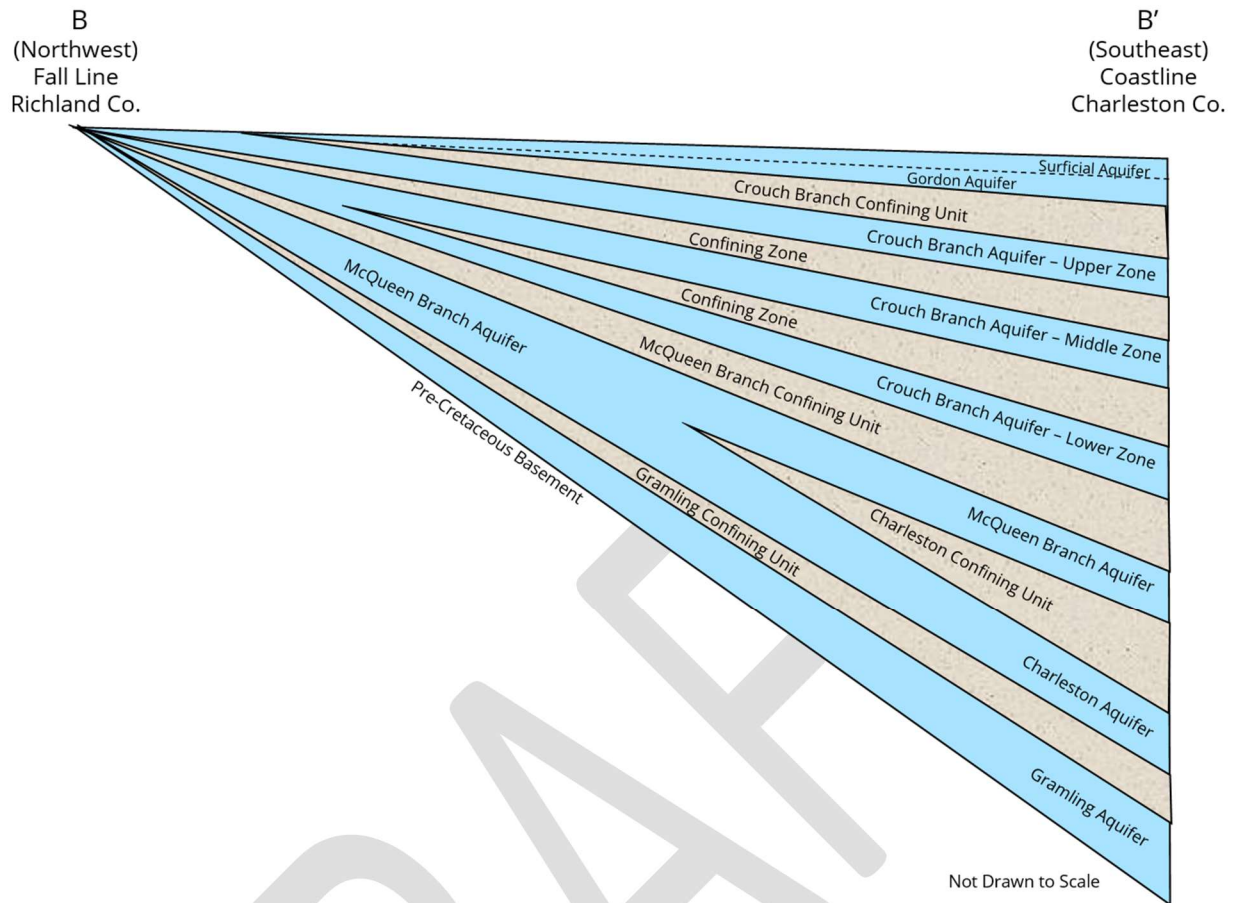 B
(Northwest)
Fall Line
Richland Co.
B’
(Southeast)
Coastline
Charleston Co.
Surficial Aquifer
Gordon Aquifer
Crouch Branch Confining Unit
Crouch Branch Aquifer – Upper Zone
Confining Zone
Crouch Branch Aquifer – Middle Zone
Confining Zone
Crouch Branch Aquifer – Lower Zone
McQueen Branch Confining Unit
McQueen Branch Aquifer
McQueen Branch Aquifer
Charleston Confining Unit
Charleston Aquifer
Gramling Confining Unit
Gramling Aquifer
Pre-Cretaceous Basement
Not Drawn to Scale